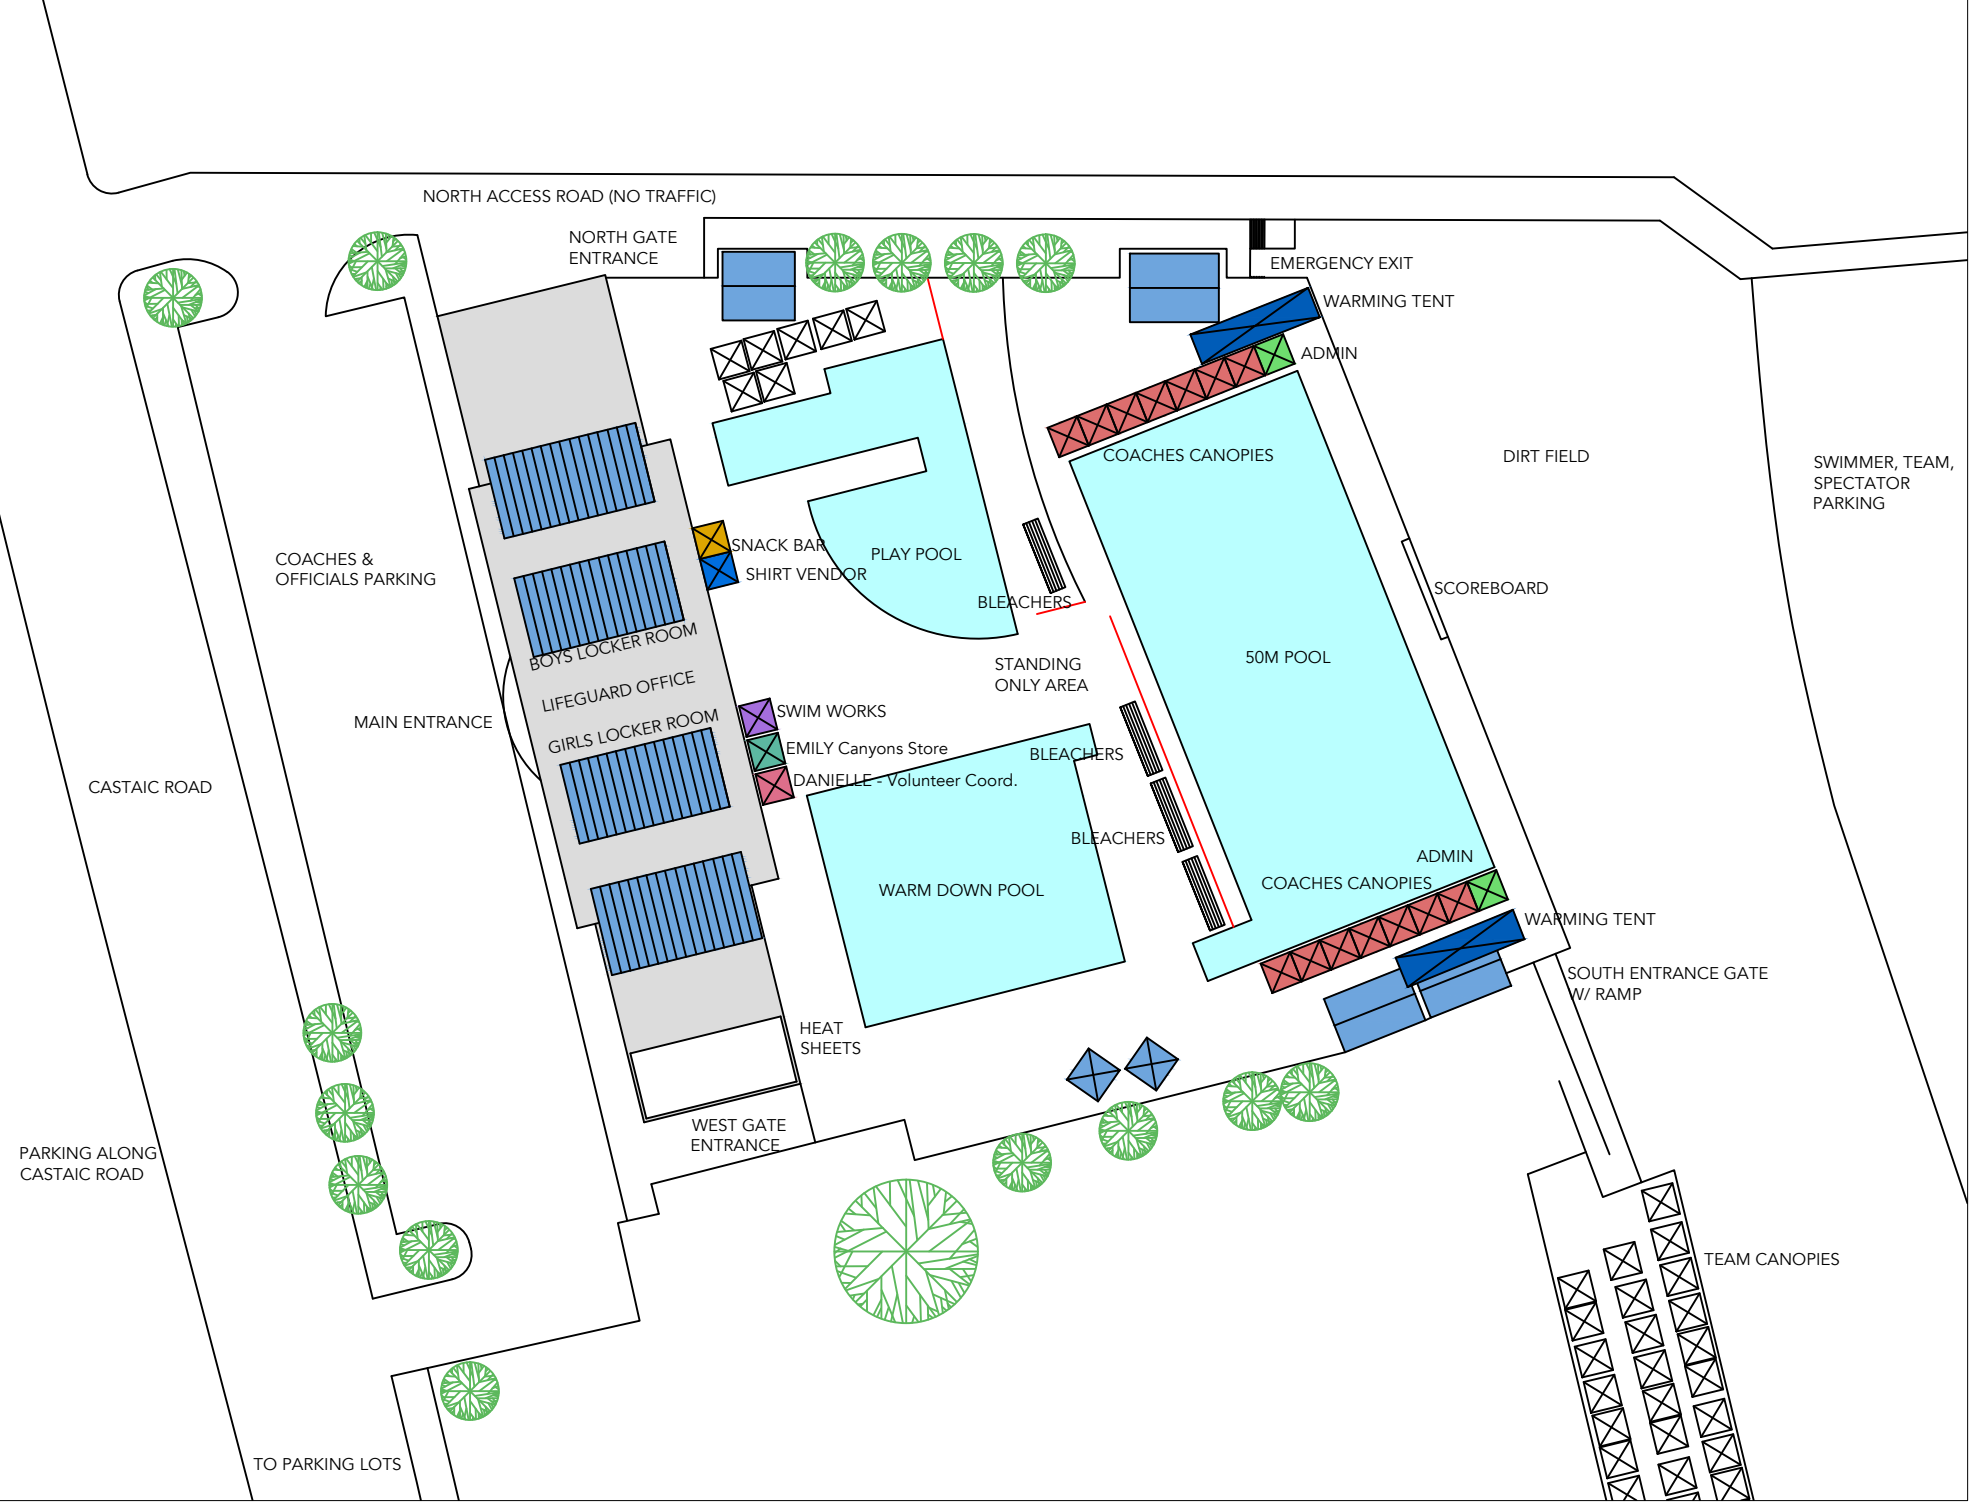 NORTH ACCESS ROAD (NO TRAFFIC)
NORTH GATE
ENTRANCE
EMERGENCY EXIT
WARMING TENT
ADMIN
COACHES CANOPIES
DIRT FIELD
SWIMMER, TEAM,
SPECTATOR
PARKING
COACHES &
OFFICIALS PARKING
SNACK BAR
SHIRT VENDOR
PLAY POOL
BLEACHERS
SCOREBOARD
BOYS LOCKER ROOM
LIFEGUARD OFFICE
GIRLS LOCKER ROOM
STANDING
ONLY AREA
50M POOL
MAIN ENTRANCE
SWIM WORKS
EMILY Canyons Store
DANIELLE - Volunteer Coord.
BLEACHERS
BLEACHERS
CASTAIC ROAD
WARM DOWN POOL
ADMIN
COACHES CANOPIES
WARMING TENT
SOUTH ENTRANCE GATE
W/ RAMP
HEAT
SHEETS
WEST GATE
ENTRANCE
PARKING ALONG
CASTAIC ROAD
TEAM CANOPIES
TO PARKING LOTS